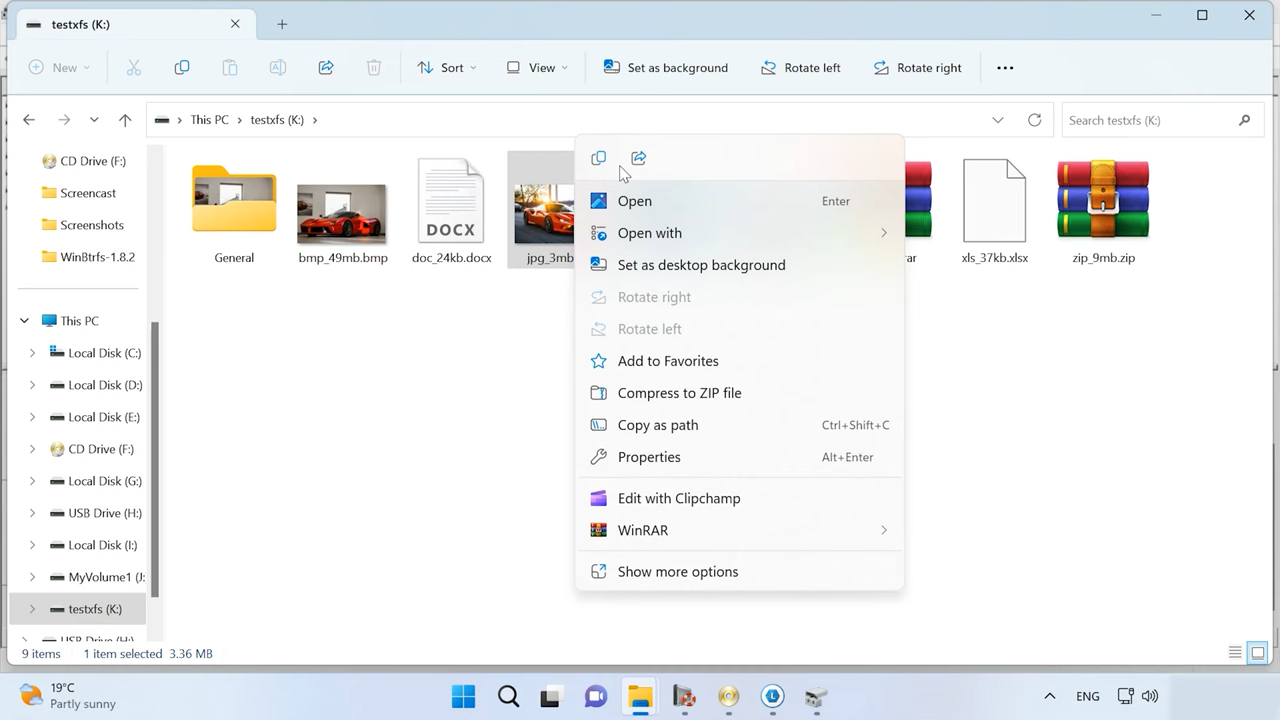 testxfs (K:)
New
Sort
View
Set as background
Rotate left
Rotate right
This PC
testxfs (K:)
Search testxfs (K:)
CD Drive (F:)
Screencast
Screenshots
WinBtrfs-1.8.2
This PC
Local Disk (C:)
Local Disk (D:)
Local Disk (E:)
CD Drive (F:)
Local Disk (G:)
USB Drive (H:)
Local Disk (I:)
MyVolume1 (J:
testxfs (K:)
USB Drive (H:)
DOCX
General
bmp_49mb.bmp
doc_24kb.docx
jpg_3mb
ar
xls_37kb.xlsx
zip_9mb.zip
Open Enter
Open with
Set as desktop background
Rotate right
Rotate left
Add to Favorites
Compress to ZIP file
Copy as path Ctrl+Shift+C
Properties Alt+Enter
Edit with Clipchamp
WinRAR
Show more options
9 items 1 item selected 3.36 MB
19°C
Partly sunny
ENG